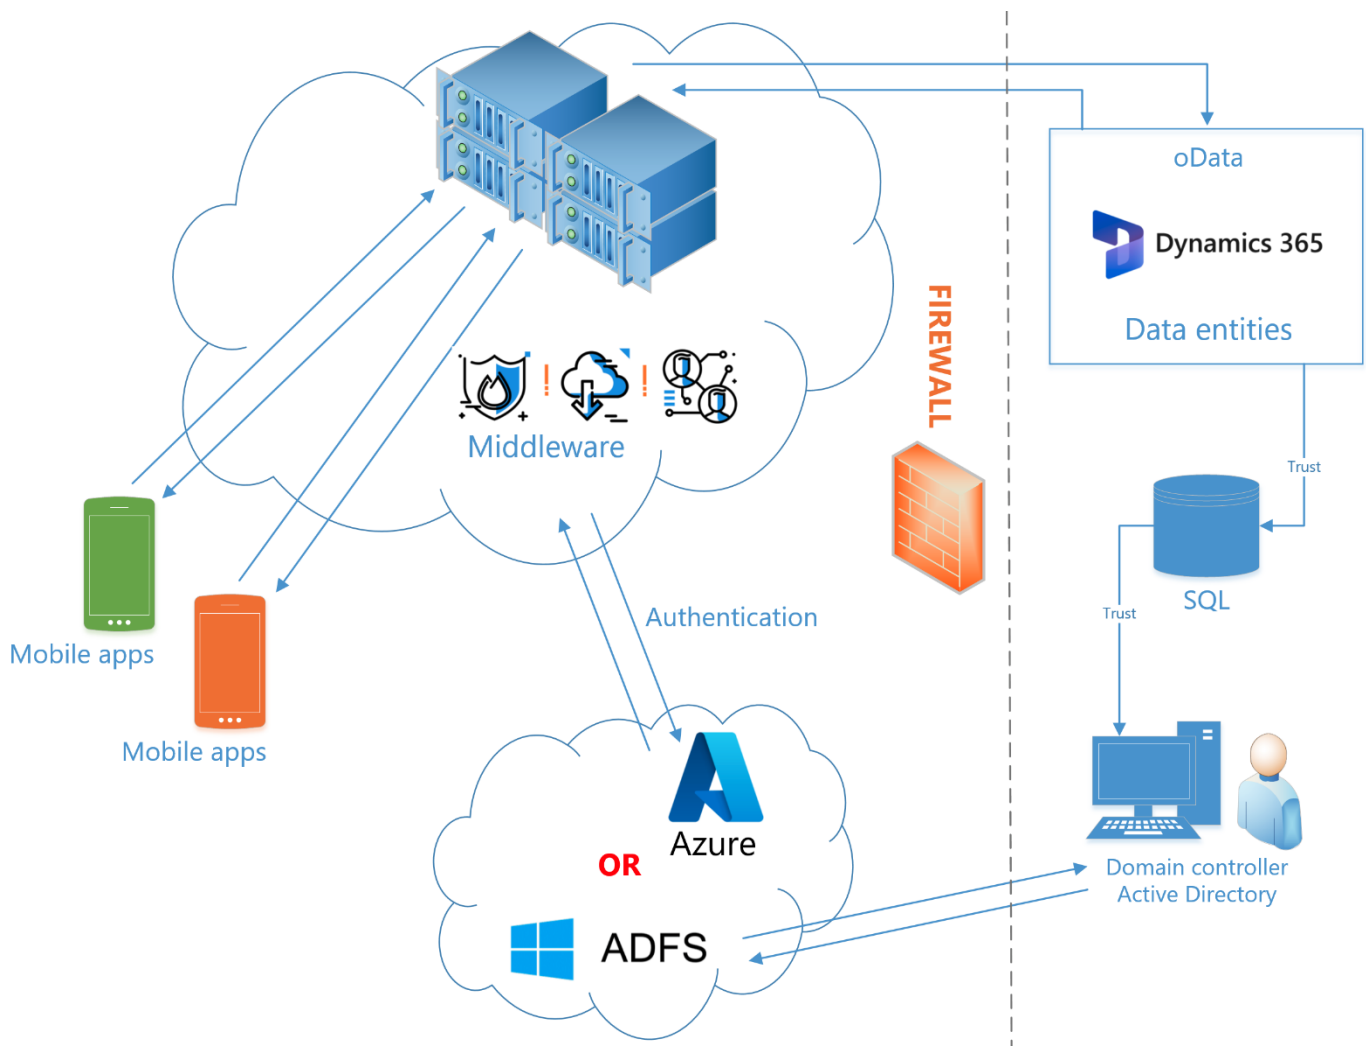 oData
Dynamics 365
Data entities
FIREWALL
Middleware
Trust
SQL
Trust
Authentication
Mobile apps
Mobile apps
Azure
OR
ADFS
Domain controller
Active Directory